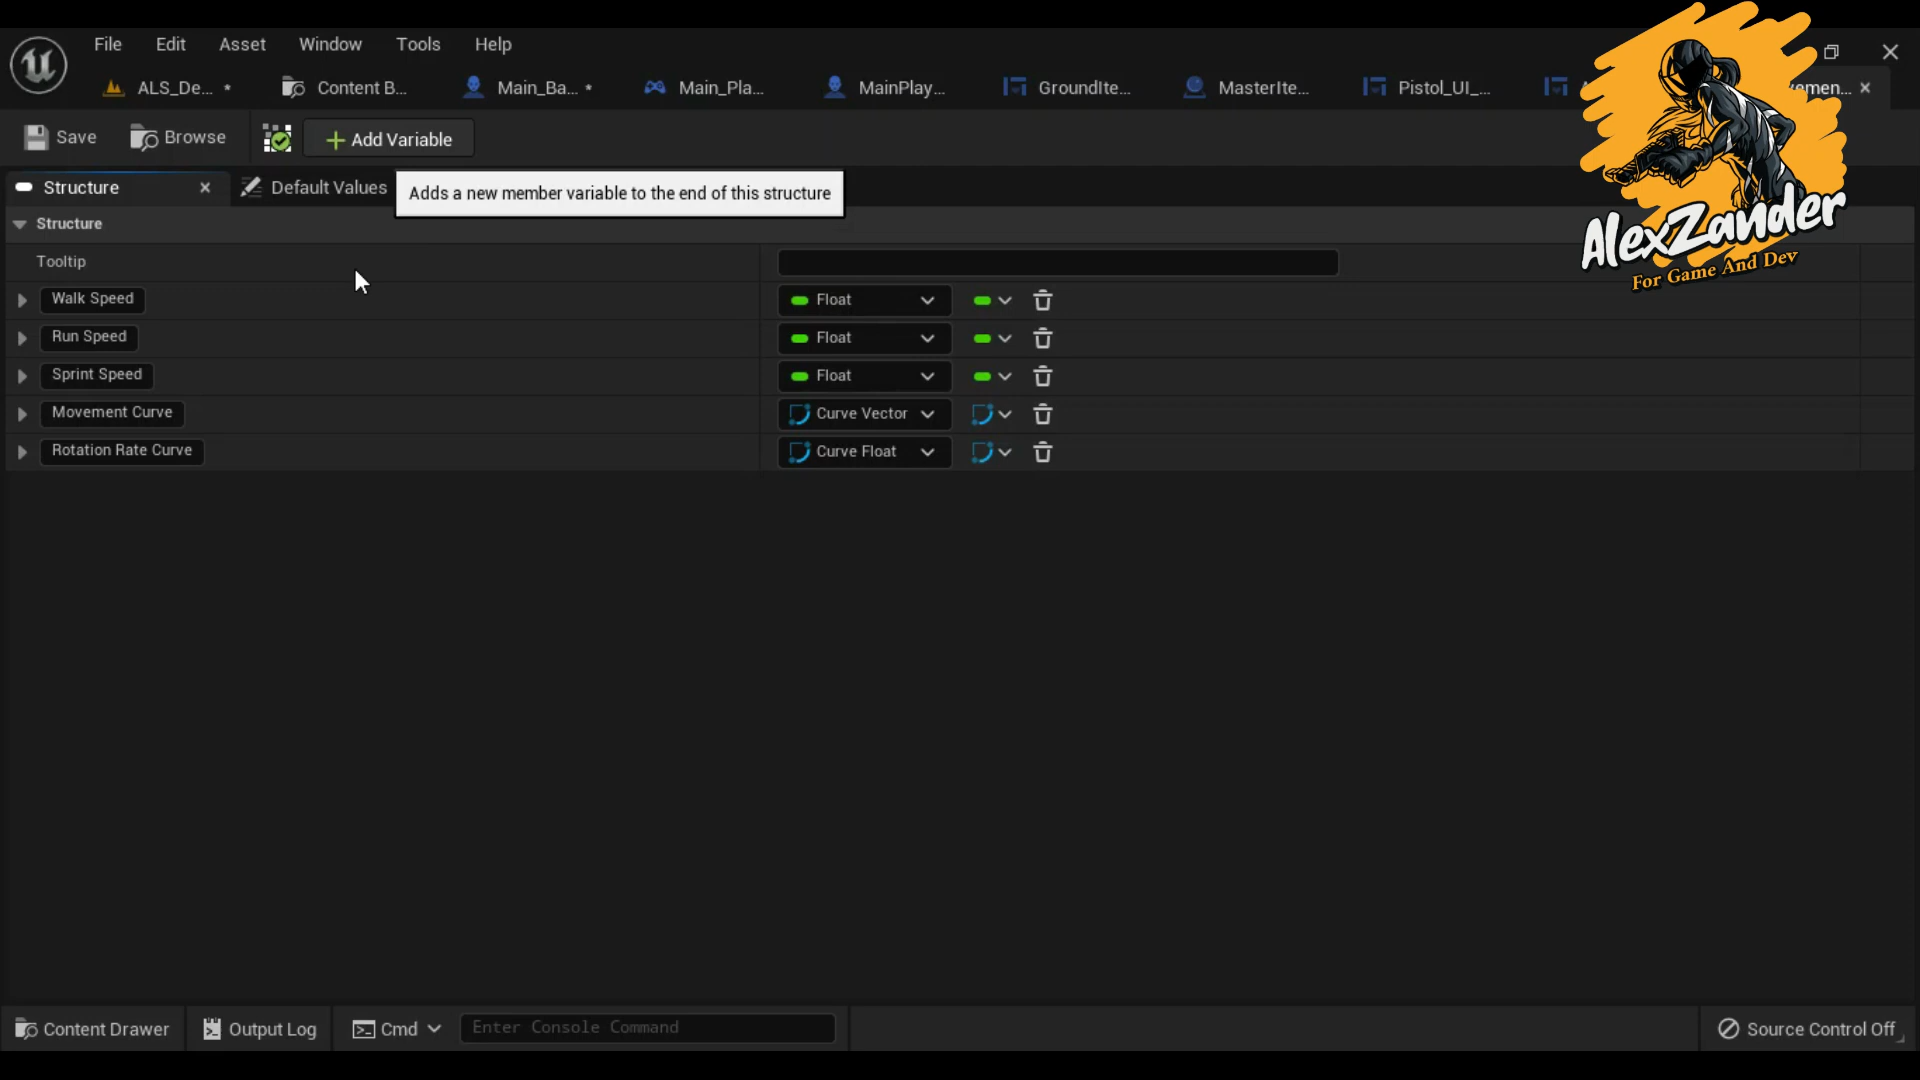 File Edit Asset Window Tools Help
ALS_De... * Content B... Main_Ba... * Main_Pla... MainPlay... GroundIte... MasterIte... Pistol_UI_... emen...
Save Browse Add Variable
Structure Default Values
Adds a new member variable to the end of this structure
Structure
Tooltip
Walk Speed Float
Run Speed Float
Sprint Speed Float
Movement Curve Curve Vector
Rotation Rate Curve Curve Float
AlexZander
For Game And Dev
Content Drawer Output Log Cmd Enter Console Command Source Control Off